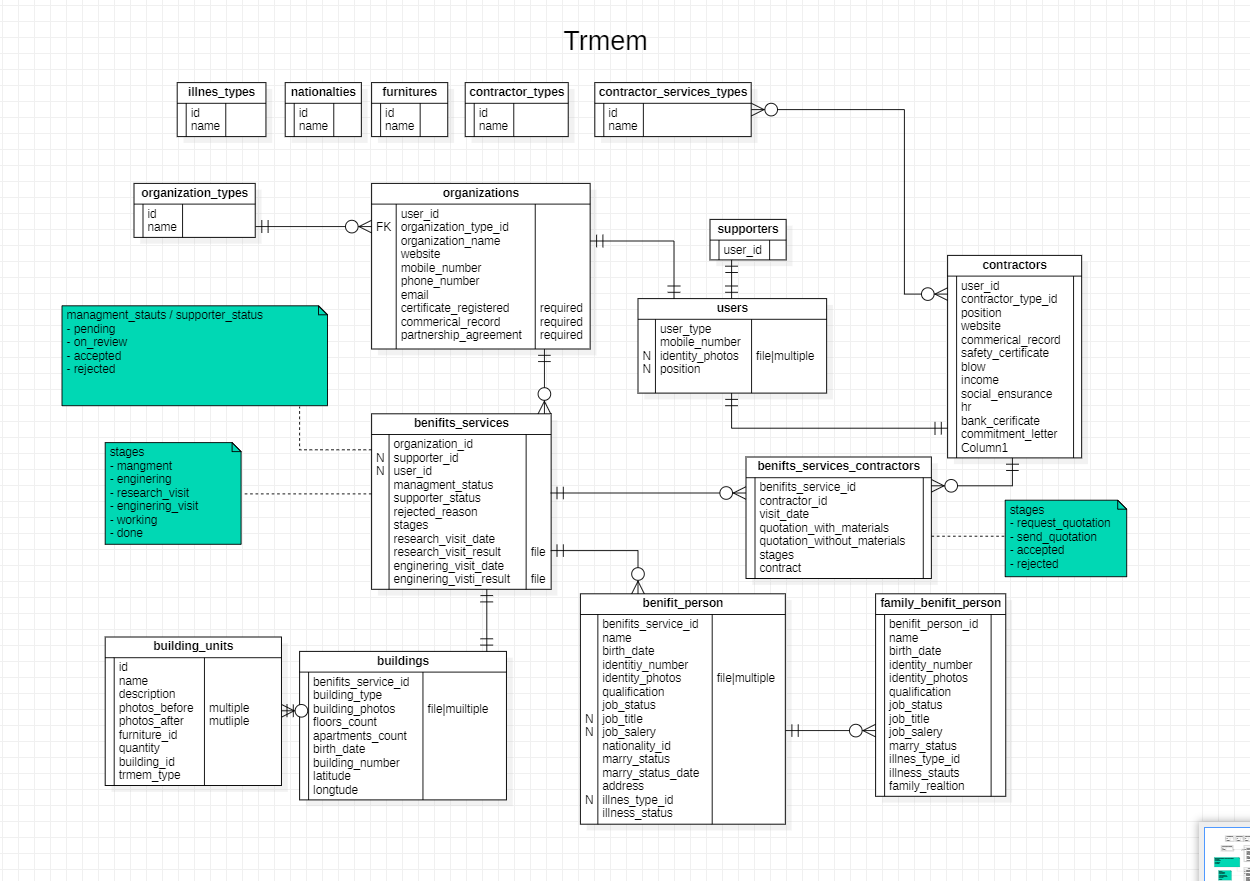 Trmem
illnes_types
id
name
nationalties
id
name
furnitures
id
name
contractor_types
id
name
contractor_services_types
id
name
organization_types
id
name
organizations
user_id
FK organization_type_id
organization_name
website
mobile_number
phone_number
email
certificate_registered required
commerical_record required
partnership_agreement required
supporters
user_id
users
user_type
mobile_number
N identity_photos file|multiple
N position
contractors
user_id
contractor_type_id
position
website
commerical_record
safety_certificate
blow
income
social_ensurance
hr
bank_cerificate
commitment_letter
Column1
managment_stauts / supporter_status
- pending
- on_review
- accepted
- rejected
stages
- mangment
- enginering
- research_visit
- enginering_visit
- working
- done
benifits_services
organization_id
N supporter_id
N user_id
managment_status
supporter_status
rejected_reason
stages
research_visit_date
research_visit_result file
enginering_visit_date
enginering_visti_result file
benifts_services_contractors
benifits_service_id
contractor_id
visit_date
quotation_with_materials
quotation_without_materials
stages
contract
stages
- request_quotation
- send_quotation
- accepted
- rejected
building_units
id
name
description
photos_before multiple
photos_after mutliple
furniture_id
quantity
building_id
trmem_type
buildings
benifits_service_id
building_type
building_photos file|muiltiple
floors_count
apartments_count
birth_date
building_number
latitude
longtude
benifit_person
benifits_service_id
name
birth_date
identitiy_number
identity_photos file|multiple
qualification
job_status
N job_title
N job_salery
nationality_id
marry_status
marry_status_date
address
N illnes_type_id
illness_status
family_benifit_person
benifit_person_id
name
birth_date
identiy_number
identity_photos
qualification
job_status
job_title
job_salery
marry_status
illnes_type_id
illness_stauts
family_realtion